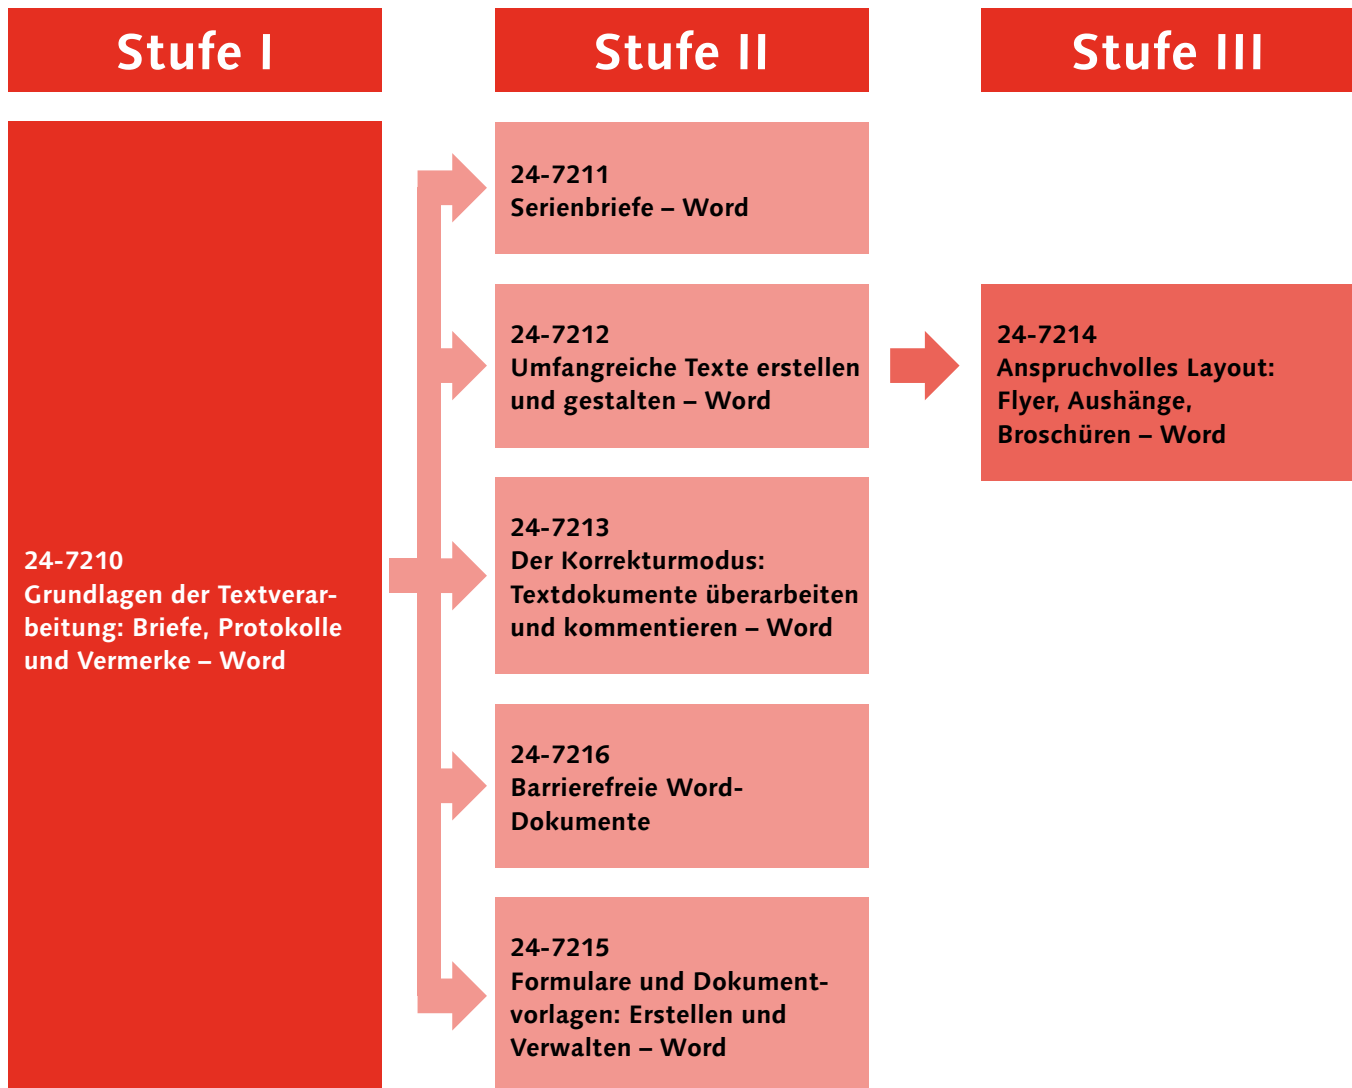 Stufe I
Stufe II
Stufe III
24-7210
Grundlagen der Textverar-
beitung: Briefe, Protokolle
und Vermerke – Word
24-7211
Serienbriefe – Word
24-7212
Umfangreiche Texte erstellen
und gestalten – Word
24-7213
Der Korrekturmodus:
Textdokumente überarbeiten
und kommentieren – Word
24-7216
Barrierefreie Word-
Dokumente
24-7215
Formulare und Dokument-
vorlagen: Erstellen und
Verwalten – Word
24-7214
Anspruchvolles Layout:
Flyer, Aushänge,
Broschüren – Word